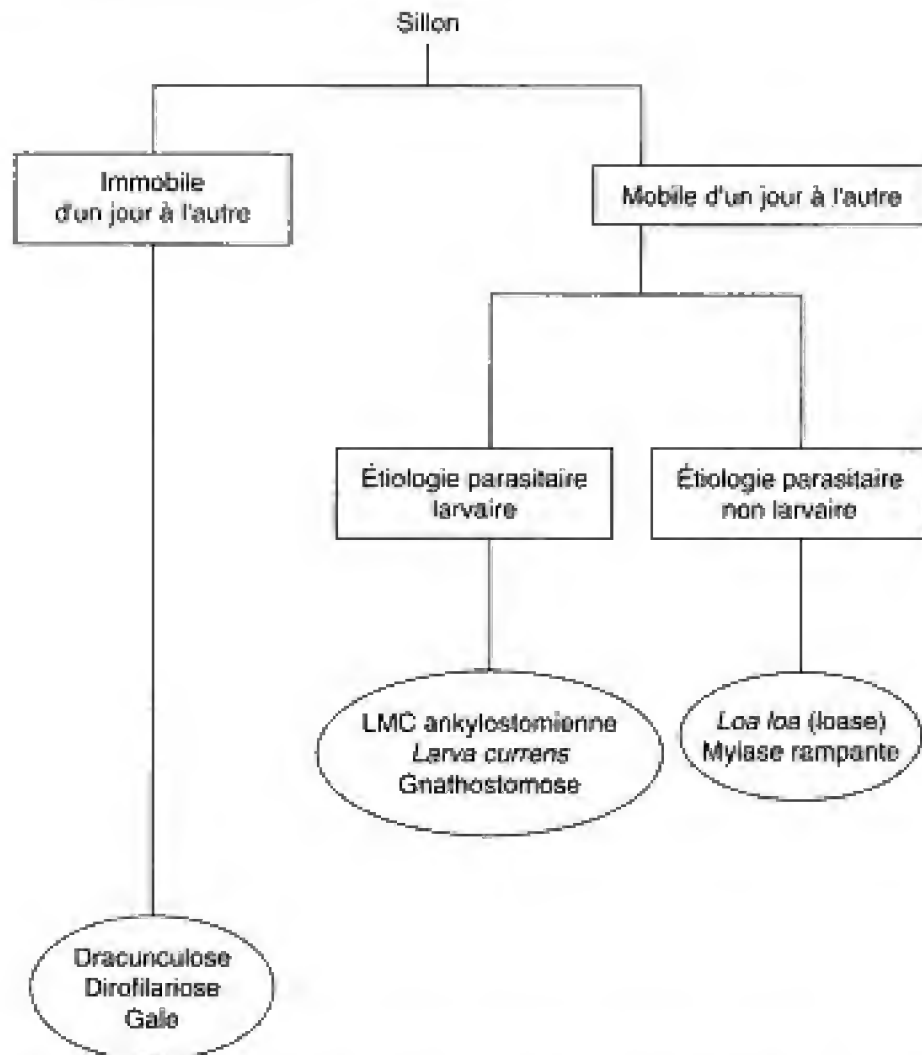 Sillon
Immobile
d'un jour à l'autre
Mobile d'un jour à l'autre
Étiologie parasitaire
larvaire
Étiologie parasitaire
non larvaire
LMC ankylostomienne
Larva currens
Gnathostomose
Loa loa (loase)
Myiase rampante
Dracunculose
Dirofilariose
Gale